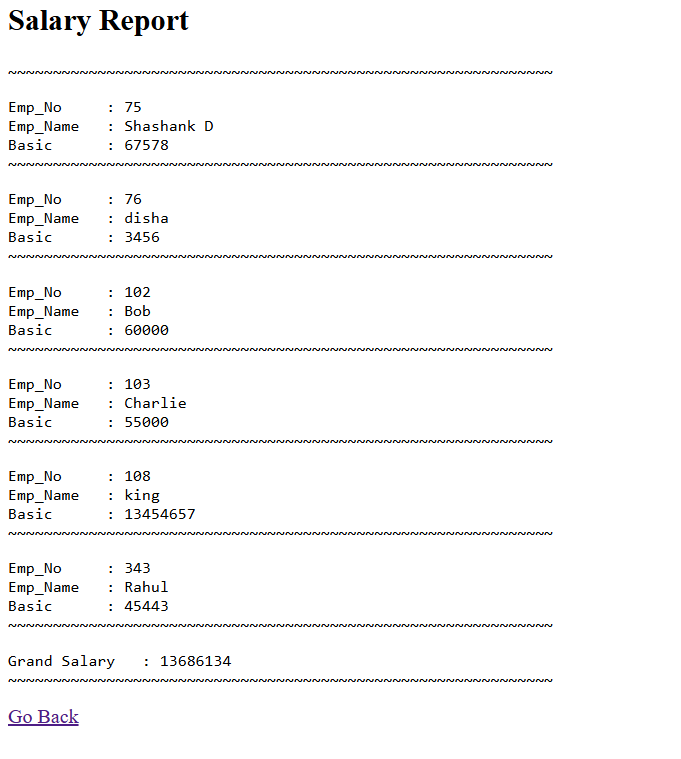 Salary Report
~~~~~~~~~~~~~~~~~~~~~~~~~~~~~~~~~~~~~~~~~~~~~~~~~~~~~~~~~~~~~
Emp_No     : 75
Emp_Name   : Shashank D
Basic      : 67578
~~~~~~~~~~~~~~~~~~~~~~~~~~~~~~~~~~~~~~~~~~~~~~~~~~~~~~~~~~~~~
Emp_No     : 76
Emp_Name   : disha
Basic      : 3456
~~~~~~~~~~~~~~~~~~~~~~~~~~~~~~~~~~~~~~~~~~~~~~~~~~~~~~~~~~~~~
Emp_No     : 102
Emp_Name   : Bob
Basic      : 60000
~~~~~~~~~~~~~~~~~~~~~~~~~~~~~~~~~~~~~~~~~~~~~~~~~~~~~~~~~~~~~
Emp_No     : 103
Emp_Name   : Charlie
Basic      : 55000
~~~~~~~~~~~~~~~~~~~~~~~~~~~~~~~~~~~~~~~~~~~~~~~~~~~~~~~~~~~~~
Emp_No     : 108
Emp_Name   : king
Basic      : 13454657
~~~~~~~~~~~~~~~~~~~~~~~~~~~~~~~~~~~~~~~~~~~~~~~~~~~~~~~~~~~~~
Emp_No     : 343
Emp_Name   : Rahul
Basic      : 45443
~~~~~~~~~~~~~~~~~~~~~~~~~~~~~~~~~~~~~~~~~~~~~~~~~~~~~~~~~~~~~
Grand Salary   : 13686134
~~~~~~~~~~~~~~~~~~~~~~~~~~~~~~~~~~~~~~~~~~~~~~~~~~~~~~~~~~~~~
Go Back